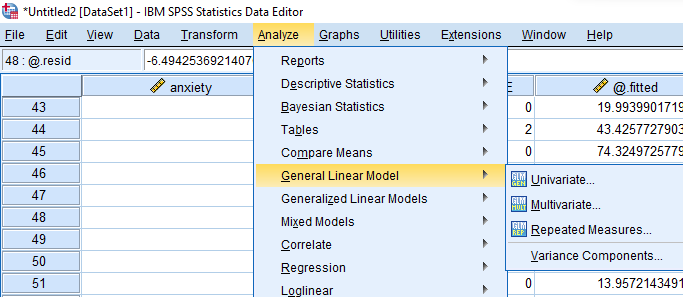 *Untitled2 [DataSet1] - IBM SPSS Statistics Data Editor
File Edit View Data Transform Analyze Graphs Utilities Extensions Window Help
48 : @.resid -6.494253692140
anxiety E @.fitted
43 0 19.9939901719
44 2 43.4257727903
45 0 74.3249725779
46
47
48
49
50
51 0 13.9572143491
Reports
Descriptive Statistics
Bayesian Statistics
Tables
Compare Means
General Linear Model
Generalized Linear Models
Mixed Models
Correlate
Regression
Loglinear
Univariate...
Multivariate...
Repeated Measures...
Variance Components...